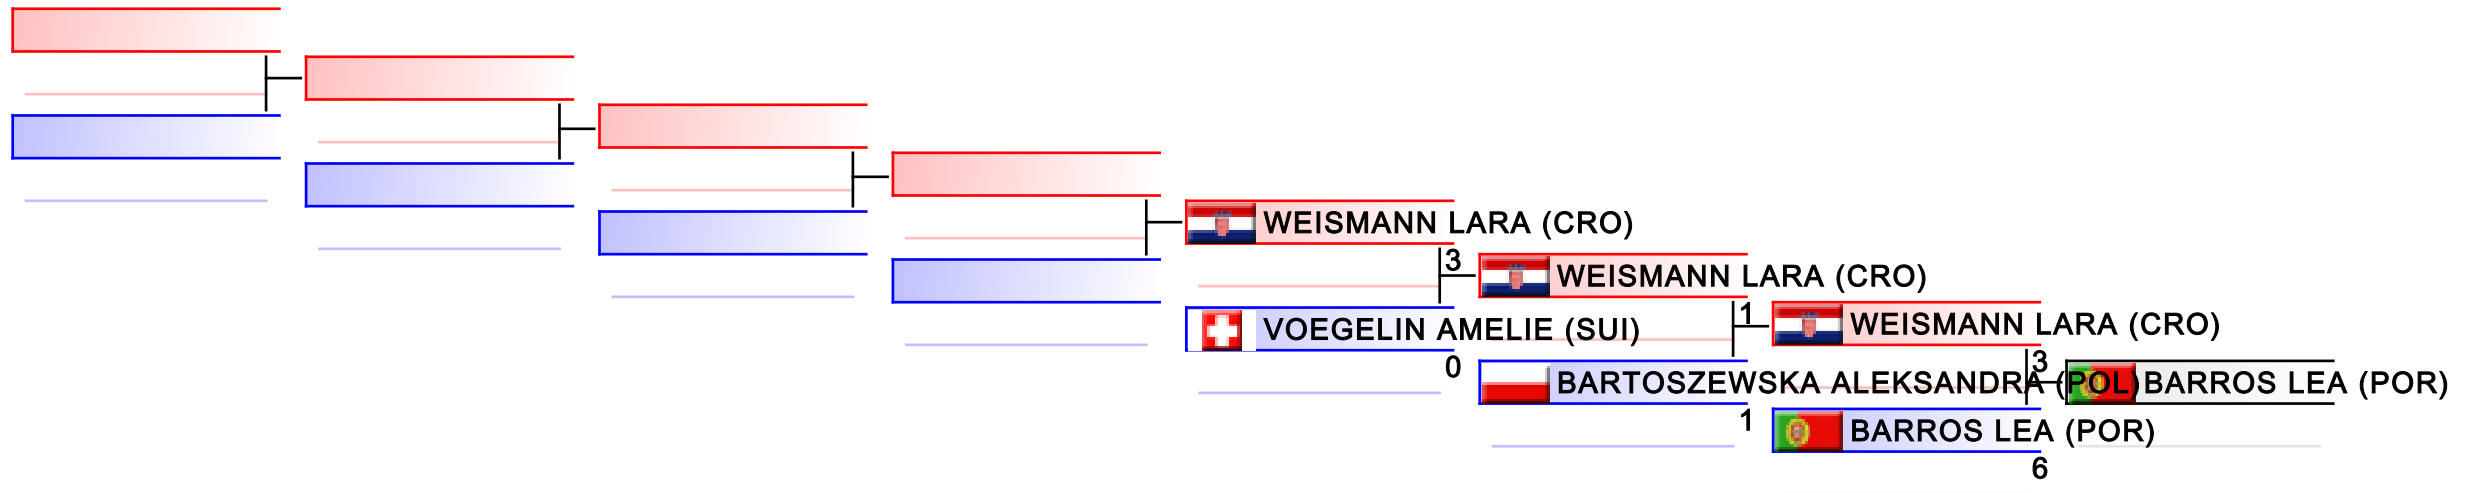 WEISMANN LARA (CRO)
3
WEISMANN LARA (CRO)
VOEGELIN AMELIE (SUI)
0
1
WEISMANN LARA (CRO)
BARTOSZEWSKA ALEKSANDRA (POL)
1
3
BARROS LEA (POR)
BARROS LEA (POR)
6